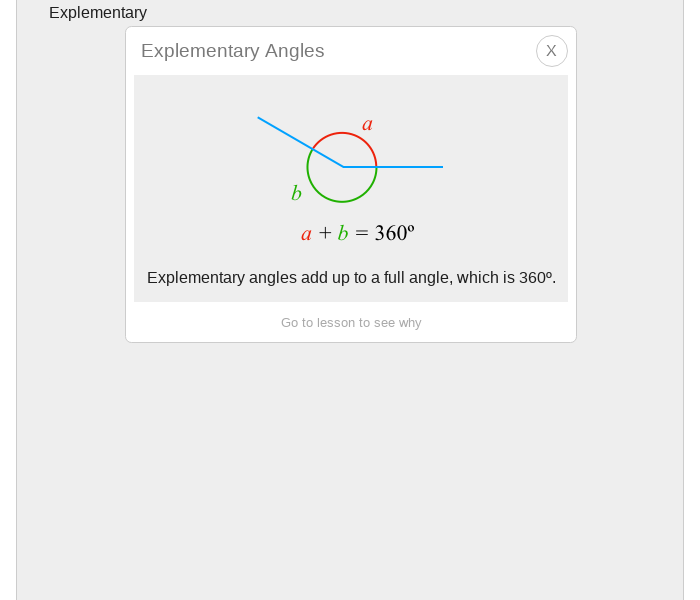 Explementary
Explementary Angles
X
a
b
a + b = 360º
Explementary angles add up to a full angle, which is 360º.
Go to lesson to see why